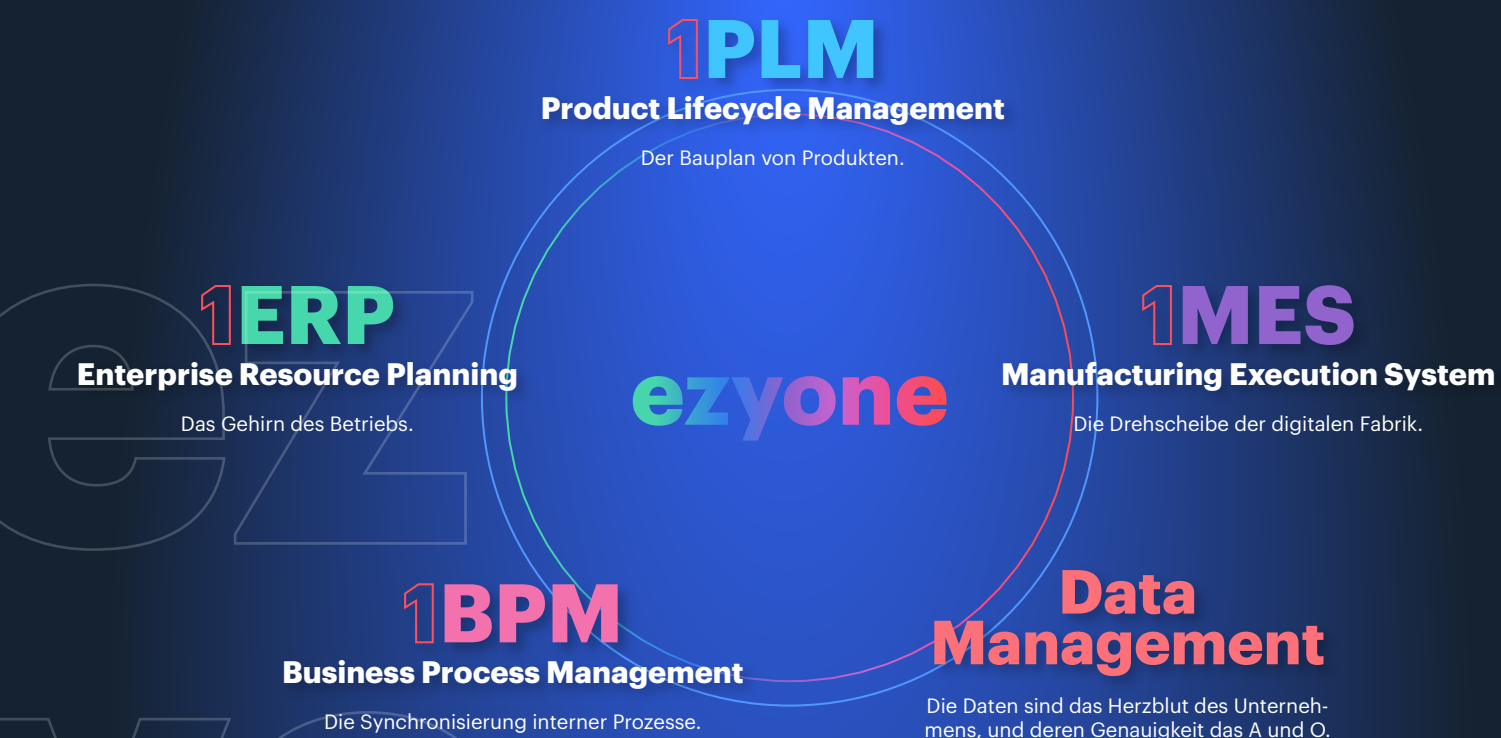 1PLM
Product Lifecycle Management
Der Bauplan von Produkten.
1ERP
Enterprise Resource Planning
Das Gehirn des Betriebs.
ezyone
1MES
Manufacturing Execution System
Die Drehscheibe der digitalen Fabrik.
1BPM
Business Process Management
Die Synchronisierung interner Prozesse.
Data
Management
Die Daten sind das Herzblut des Unterneh-
mens, und deren Genauigkeit das A und O.
ez